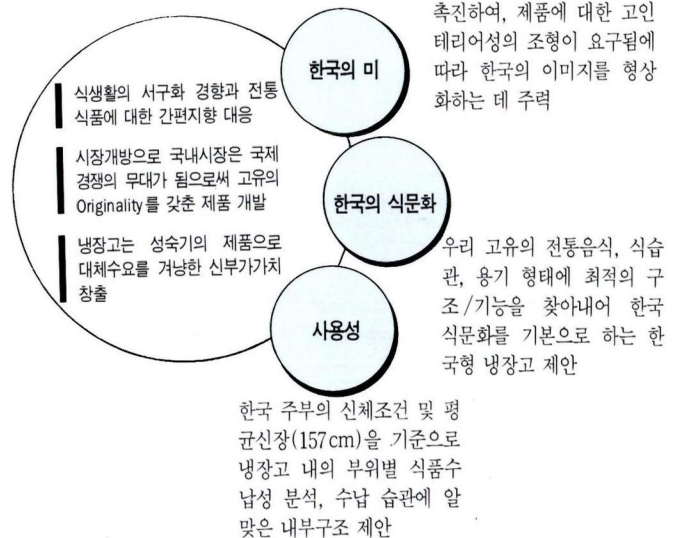 촉진하여, 제품에 대한 고인
테리어성의 조형이 요구됨에
따라 한국의 이미지를 형상
화하는 데 주력
한국의 미
식생활의 서구화 경향과 전통
식품에 대한 간편지향 대응
시장개방으로 국내시장은 국제
경쟁의 무대가 됨으로써 고유의
Originality를 갖춘 제품 개발
냉장고는 성숙기의 제품으로
대체수요를 겨냥한 신부가가치
창출
한국의 식문화
우리 고유의 전통음식, 식습
관, 용기 형태에 최적의 구
조/기능을 찾아내어 한국
식문화를 기본으로 하는 한
국형 냉장고 제안
사용성
한국 주부의 신체조건 및 평
균신장(157cm)을 기준으로
냉장고 내의 부위별 식품수
납성 분석, 수납 습관에 알
맞은 내부구조 제안